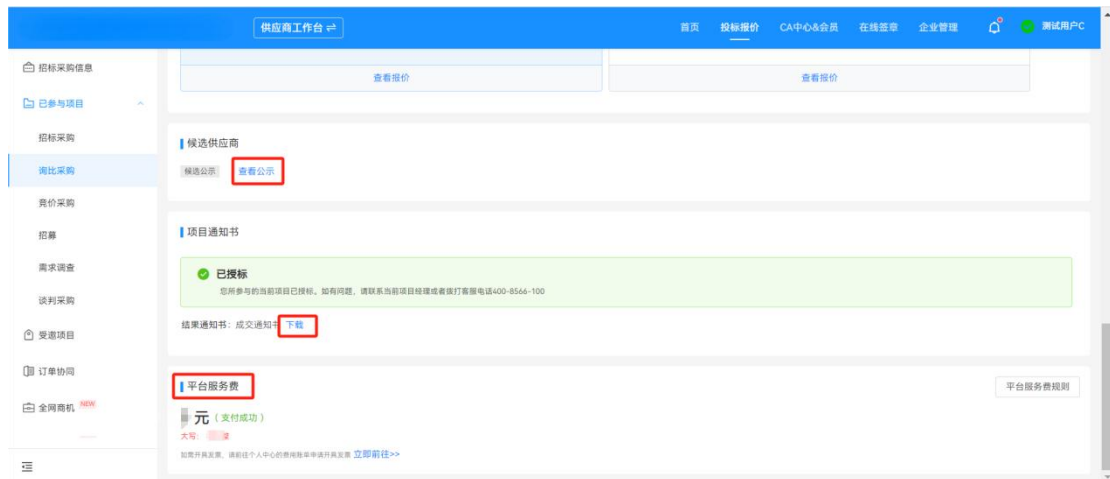 供应商工作台 ⇌ 首页 投标报价 CA中心&会员 在线签章 企业管理 测试用户C
招标采购信息
已参与项目
招标采购
询比采购
竞价采购
招募
需求调查
谈判采购
受邀项目
订单协同
全网商机 NEW
查看报价 查看报价
候选供应商
候选公示 查看公示
项目通知书
已授标
您所参与的当前项目已授标。如有问题，请联系当前项目经理或者拨打客服电话400-8566-100
结果通知书：成交通知书 下载
平台服务费 平台服务费规则
元（支付成功）
大写：
如需开具发票，请前往个人中心的费用账单申请开具发票 立即前往>>